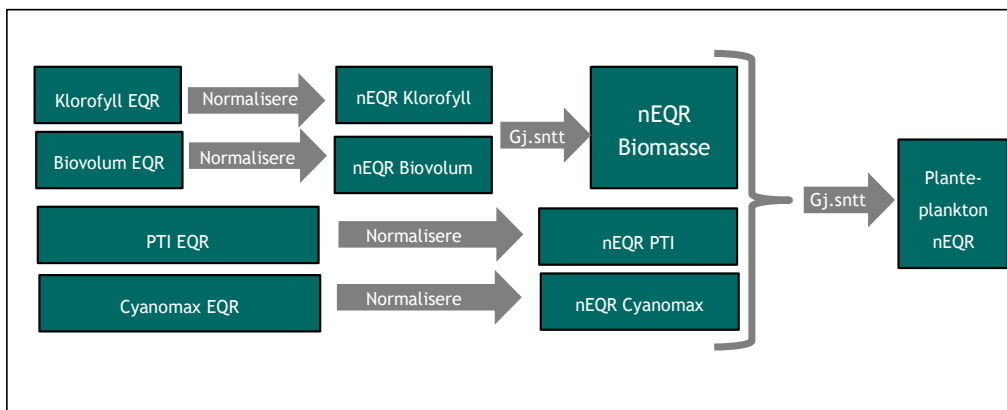 Klorofyll EQR
Normalisere
nEQR Klorofyll
Biovolum EQR
Normalisere
nEQR Biovolum
Gj.sntt
nEQR
Biomasse
PTI EQR
Normalisere
nEQR PTI
Cyanomax EQR
Normalisere
nEQR Cyanomax
Gj.sntt
Plante-
plankton
nEQR